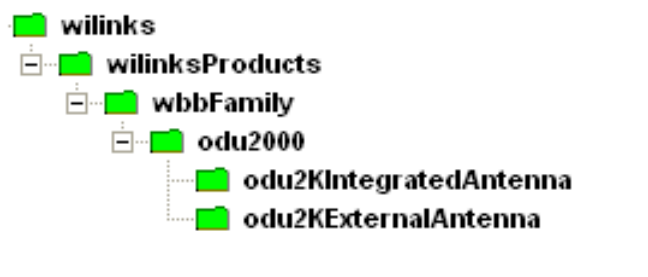 wilinks
wilinksProducts
wbbFamily
odu2000
odu2KIntegratedAntenna
odu2KExternalAntenna